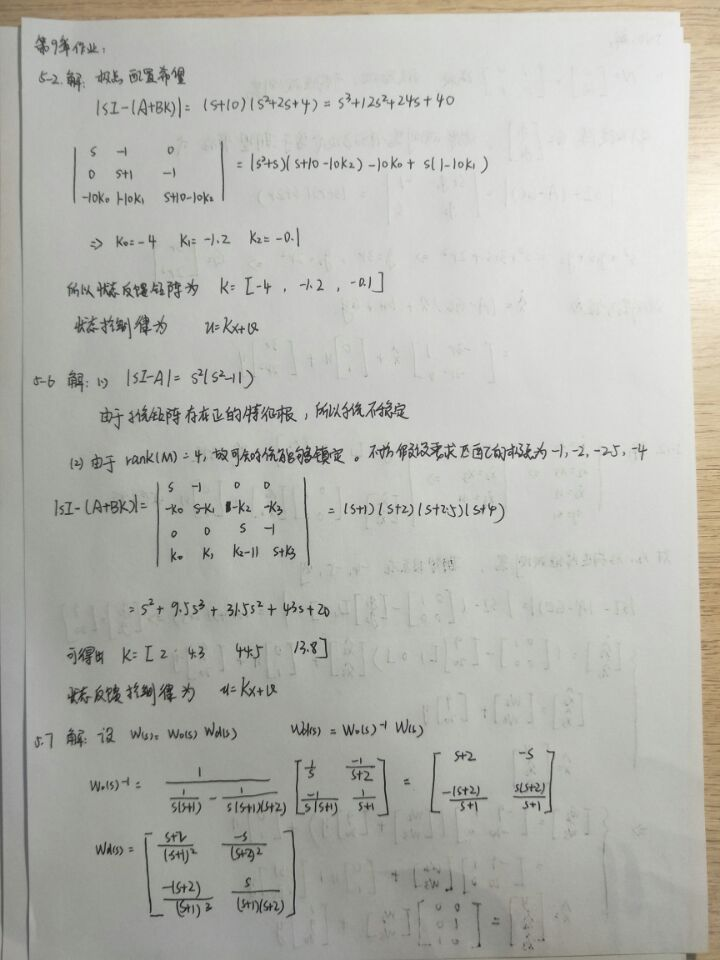 第9章作业：
5-2. 解：极点配置希望
|sI-(A+BK)| = (s+10)(s²+2s+4) = s³+12s²+24s+40
| s -1 0 |
| 0 s+1 -1 | = (s²+s)(s+10-10k₂)-10k₀+s(1-10k₁)
| -10k₀ 1-10k₁ s+10-10k₂ |
⇒ k₀=-4 k₁=-1.2 k₂=-0.1
所以状态反馈矩阵为 K=[-4, -1.2, -0.1]
状态控制律为 u=Kx+v
5-6 解：(1) |sI-A| = s²(s²-11)
由于系统矩阵存在正的特征根，所以系统不稳定
(2) 由于 rank(M)=4, 故可知系统能够镇定。不妨假设要求匹配的极点为 -1, -2, -2.5, -4
|sI-(A+BK)| = | s -1 0 0 |
| -k₀ s-k₁ -k₂ -k₃ | = (s+1)(s+2)(s+2.5)(s+4)
| 0 0 s -1 |
| k₀ k₁ k₂-11 s+k₃ |
= s²+9.5s³+31.5s²+43s+20
可得出 K=[2 4.3 44.5 13.8]
状态反馈控制律为 u=Kx+v
5.7 解：设 W(s)=W₀(s) Wd(s) Wd(s) = W₀(s)⁻¹ W(s)
W₀(s)⁻¹ = 1/(1/(s(s+1)) - 1/(s(s+1)(s+2))) [1/s -1/(s+2); -1/(s(s+1)) 1/(s+1)] = [s+2 -s; -(s+2)/(s+1) s(s+2)/(s+1)]
Wd(s) = [(s+2)/(s+1)² -s/(s+2)²; -(s+2)/(s+1)² s/((s+1)(s+2))]